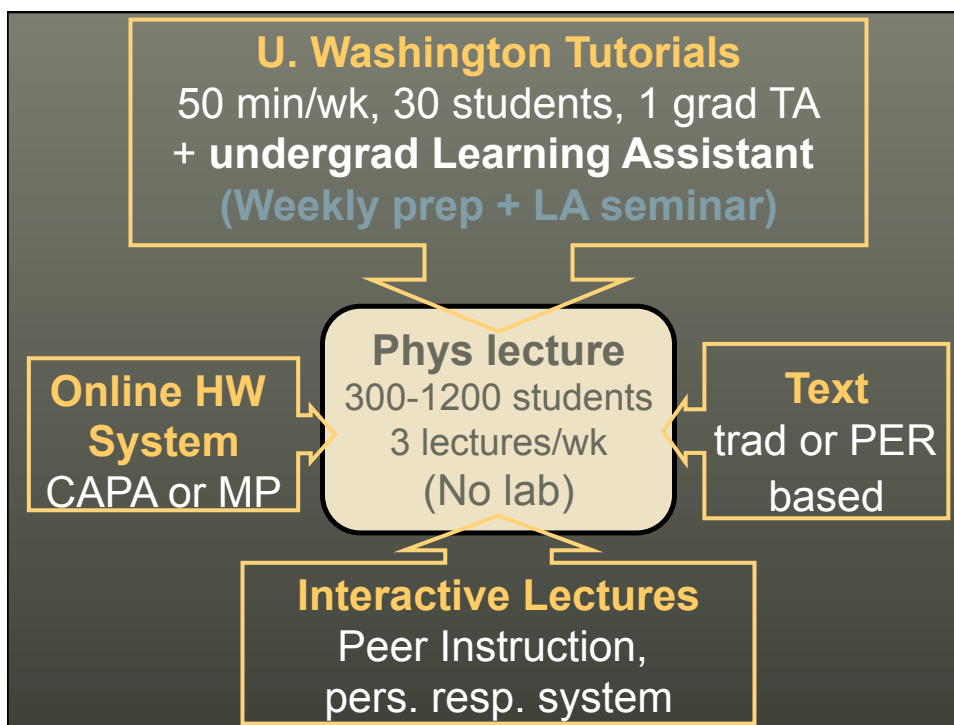 U. Washington Tutorials
50 min/wk, 30 students, 1 grad TA
+ undergrad Learning Assistant
(Weekly prep + LA seminar)
Phys lecture
300-1200 students
3 lectures/wk
(No lab)
Online HW
System
CAPA or MP
Text
trad or PER
based
Interactive Lectures
Peer Instruction,
pers. resp. system